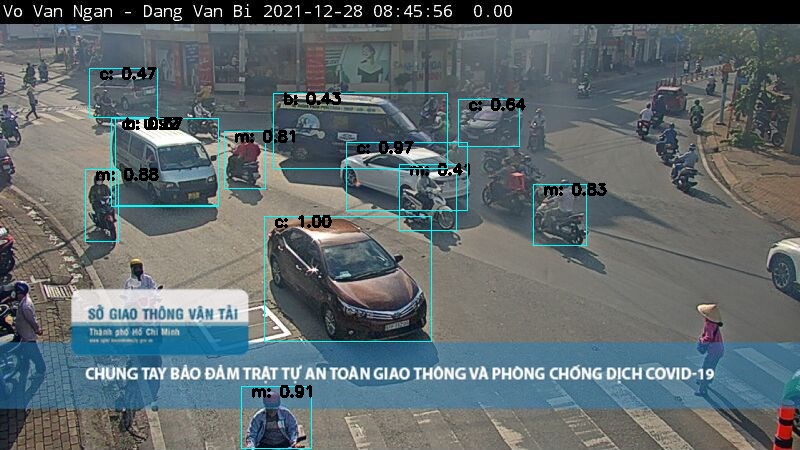 Vo Van Ngan - Dang Van Bi 2021-12-28 08:45:56 0.00
c: 0.47
b: 0.43
c: 0.64
m: 0.81
c: 0.97
m: 0.41
m: 0.88
m: 0.83
c: 1.00
SỞ GIAO THÔNG VẬN TẢI
Thành phố Hồ Chí Minh
CHUNG TAY BẢO ĐẢM TRẬT TỰ AN TOÀN GIAO THÔNG VÀ PHÒNG CHỐNG DỊCH COVID-19
m: 0.91